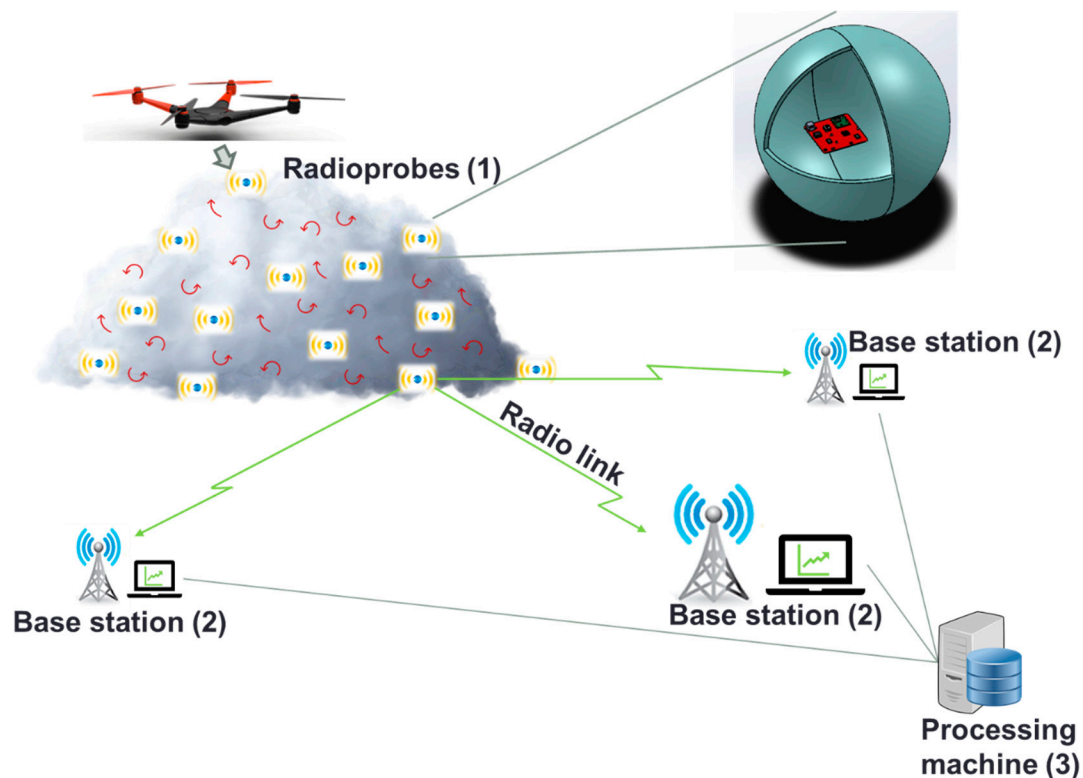 Radioprobes (1)
Base station (2)
Radio link
Base station (2)
Base station (2)
Processing
machine (3)